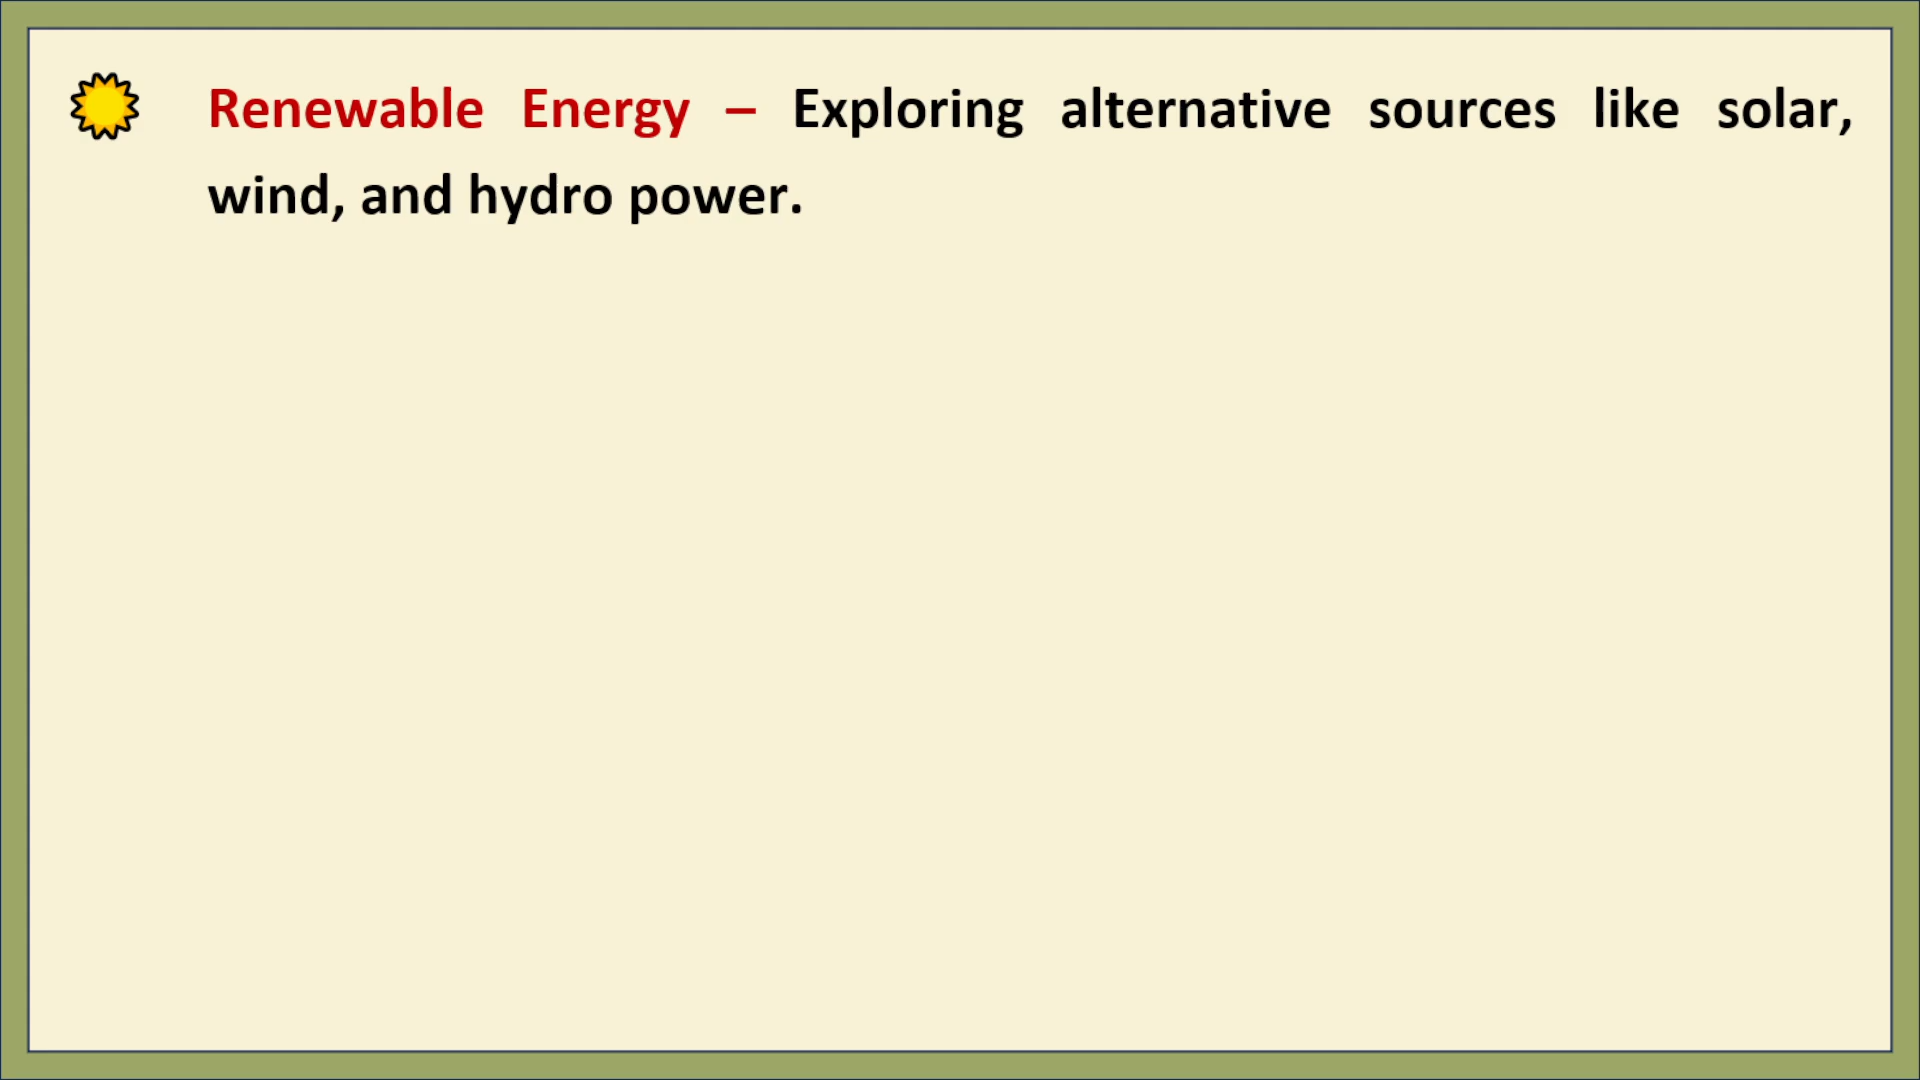 Renewable Energy – Exploring alternative sources like solar,
wind, and hydro power.